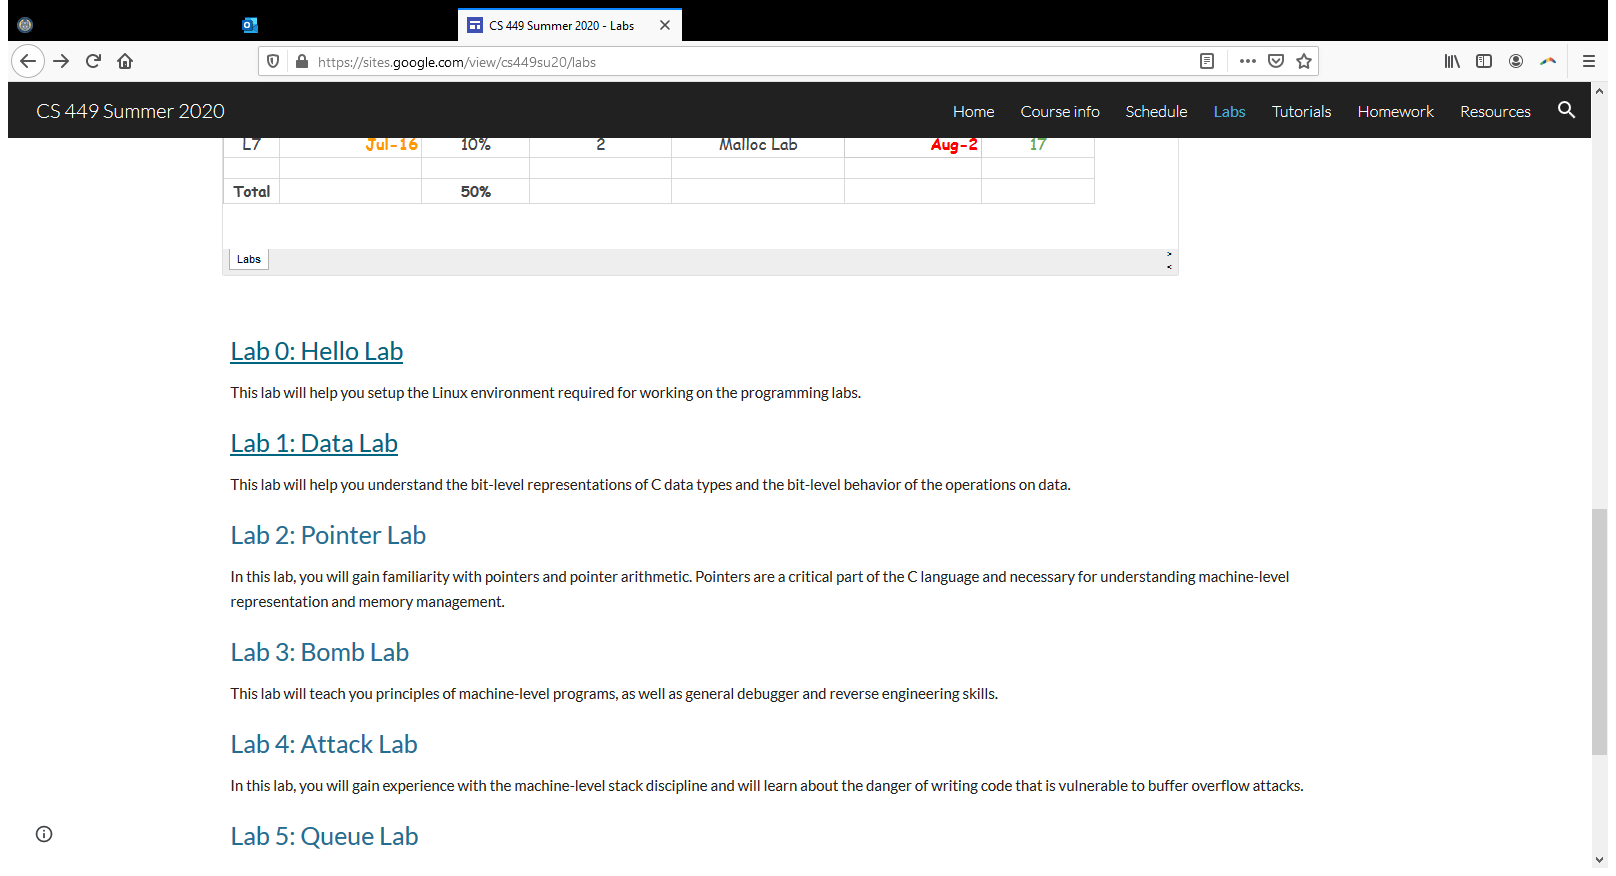 CS 449 Summer 2020 - Labs
https://sites.google.com/view/cs449su20/labs
CS 449 Summer 2020
Home Course info Schedule Labs Tutorials Homework Resources
L7 Jul-16 10% 2 Malloc Lab Aug-2 17
Total 50%
Labs
Lab 0: Hello Lab
This lab will help you setup the Linux environment required for working on the programming labs.
Lab 1: Data Lab
This lab will help you understand the bit-level representations of C data types and the bit-level behavior of the operations on data.
Lab 2: Pointer Lab
In this lab, you will gain familiarity with pointers and pointer arithmetic. Pointers are a critical part of the C language and necessary for understanding machine-level
representation and memory management.
Lab 3: Bomb Lab
This lab will teach you principles of machine-level programs, as well as general debugger and reverse engineering skills.
Lab 4: Attack Lab
In this lab, you will gain experience with the machine-level stack discipline and will learn about the danger of writing code that is vulnerable to buffer overflow attacks.
Lab 5: Queue Lab